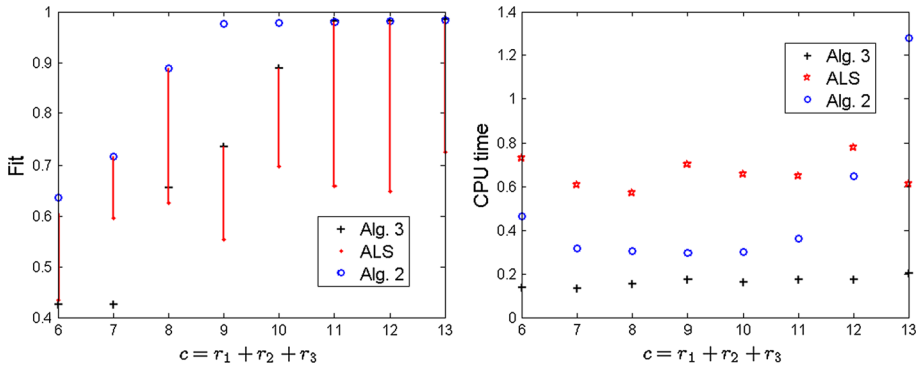 1
0.9
0.8
0.7
0.6
0.5
0.4
Fit
6 7 8 9 10 11 12 13
c = r₁ + r₂ + r₃
Alg. 3
ALS
Alg. 2
1.4
1.2
1
0.8
0.6
0.4
0.2
0
CPU time
6 7 8 9 10 11 12 13
c = r₁ + r₂ + r₃
Alg. 3
ALS
Alg. 2